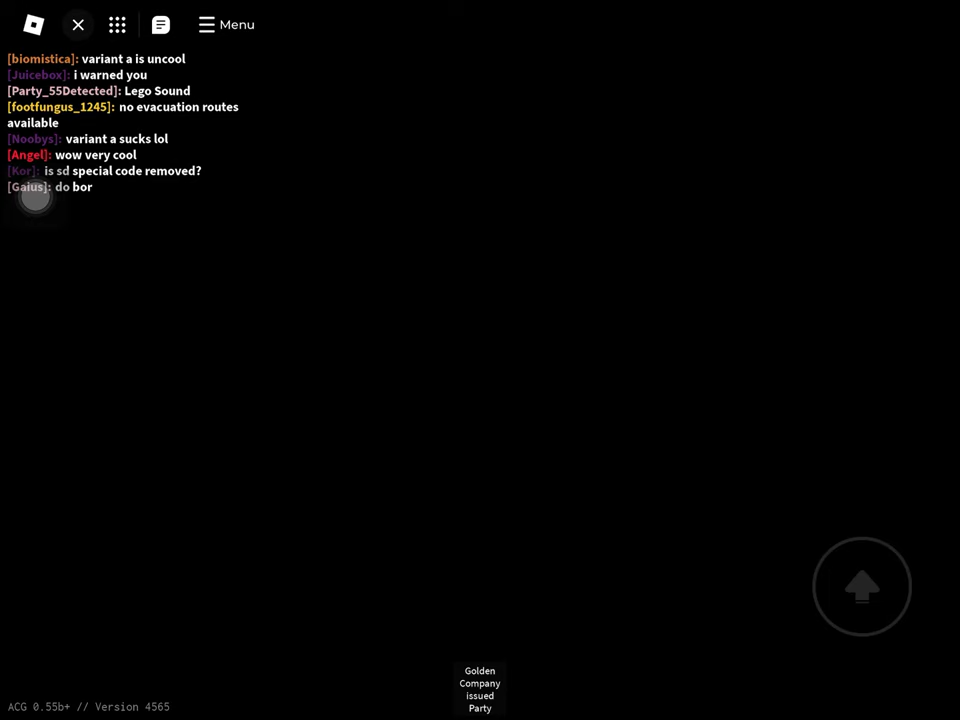 Menu
[biomistica]: variant a is uncool
[Juicebox]: i warned you
[Party_55Detected]: Lego Sound
[footfungus_1245]: no evacuation routes
available
[Noobys]: variant a sucks lol
[Angel]: wow very cool
[Kor]: is sd special code removed?
[Gaius]: do bor
Golden
Company
issued
Party
ACG 0.55b+ // Version 4565